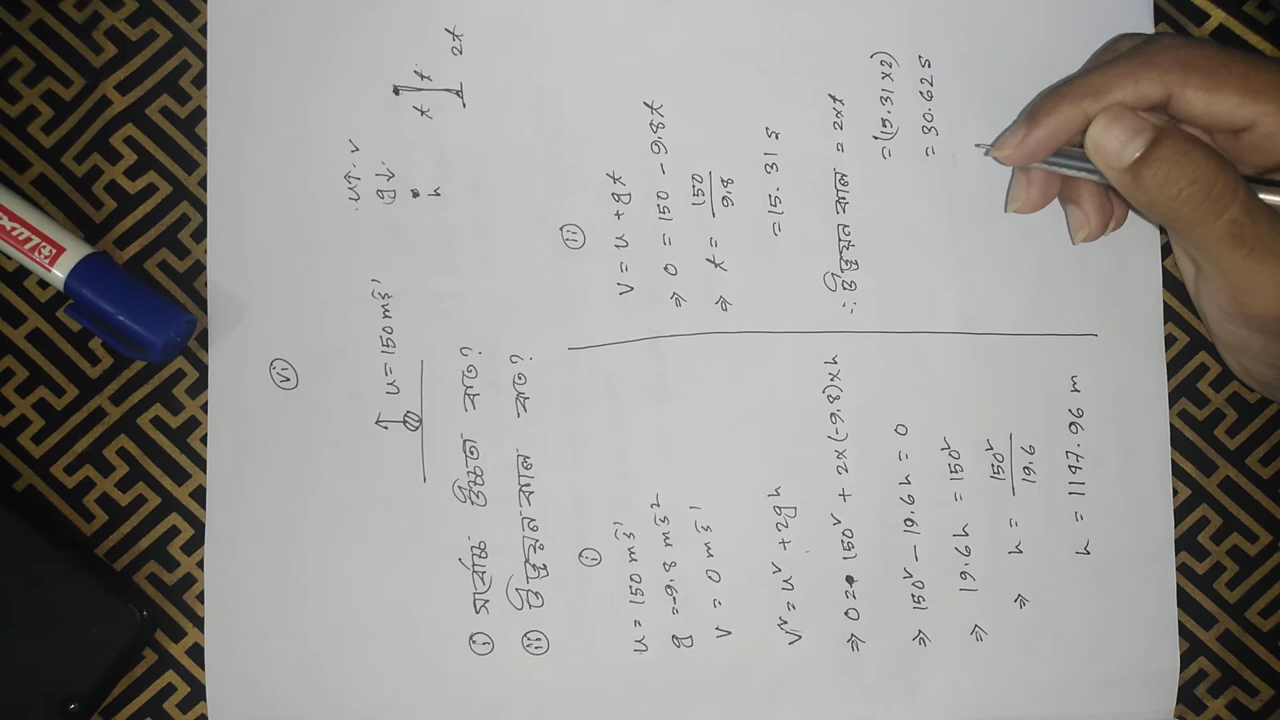 vi
u = 150 ms⁻¹
u↑. v
g↓.
h
t
t
2t
i সর্বোচ্চ উচ্চতা কত?
ii উড্ডয়ন কাল কত?
i
u = 150 ms⁻¹
g = -9.8 ms⁻²
v = 0 ms⁻¹
v² = u² + 2gh
⇒ 0 = 150² + 2×(-9.8)×h
⇒ 150² - 19.6h = 0
⇒ 19.6h = 150²
⇒ h = 150²/19.6
h = 1147.96 m
ii
v = u + gt
⇒ 0 = 150 - 9.8t
⇒ t = 150/9.8
= 15.31 s
∴ উড্ডয়ন কাল = 2×t
= (15.31×2)
= 30.62 s